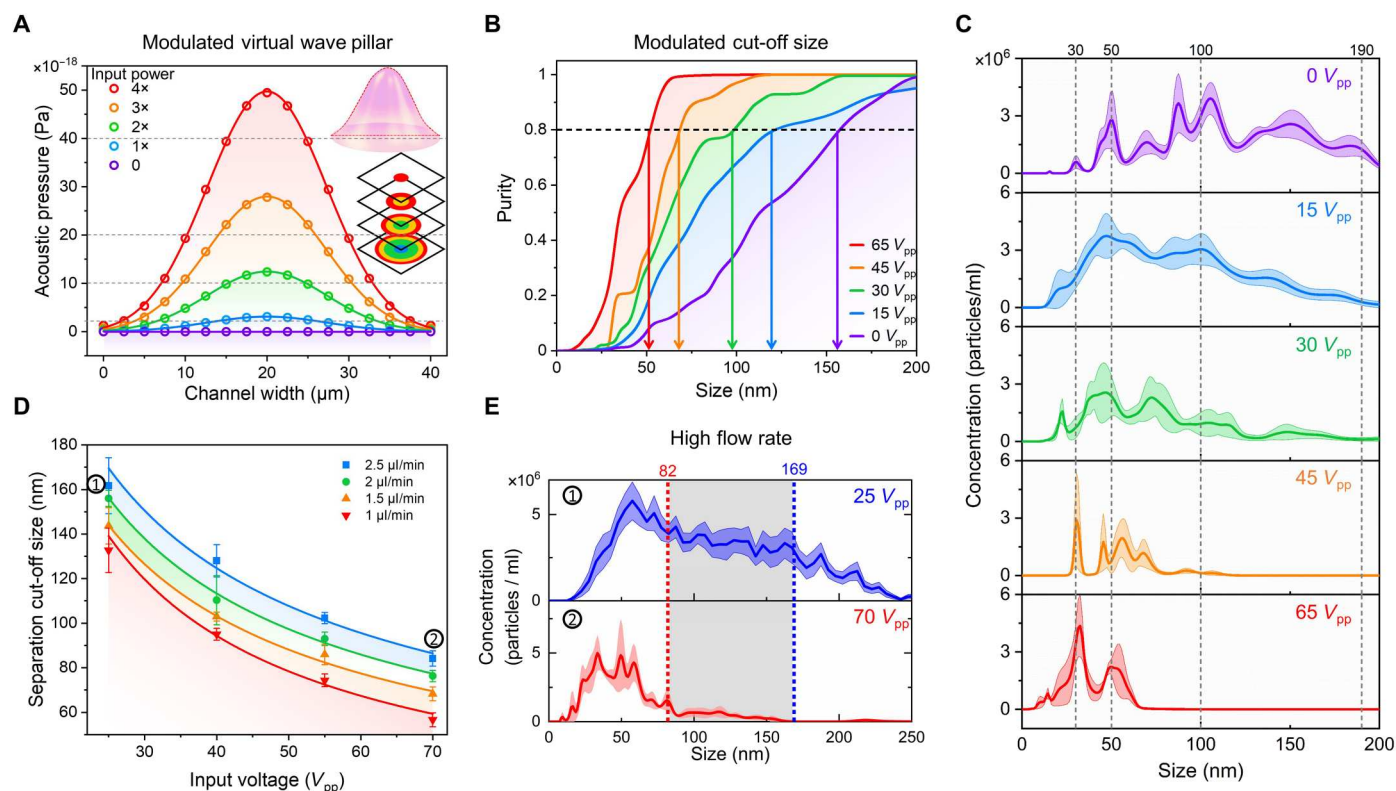 A
Modulated virtual wave pillar
×10⁻¹⁸
Input power
4×
3×
2×
1×
0
50
40
30
20
10
0
Acoustic pressure (Pa)
0 10 20 30 40
Channel width (μm)
B
Modulated cut-off size
1
0.8
0.6
0.4
0.2
0
Purity
65 Vpp
45 Vpp
30 Vpp
15 Vpp
0 Vpp
0 50 100 150 200
Size (nm)
C
×10⁶
30 50 100 190
6
3
0
0 Vpp
6
3
0
15 Vpp
6
3
0
30 Vpp
6
3
0
45 Vpp
6
3
0
65 Vpp
Concentration (particles/ml)
0 50 100 150 200
Size (nm)
D
180
160
140
120
100
80
60
Separation cut-off size (nm)
1
2
2.5 μl/min
2 μl/min
1.5 μl/min
1 μl/min
30 40 50 60 70
Input voltage (Vpp)
E
High flow rate
×10⁶
82 169
1
25 Vpp
5
0
2
70 Vpp
5
0
Concentration
(particles / ml)
0 50 100 150 200 250
Size (nm)